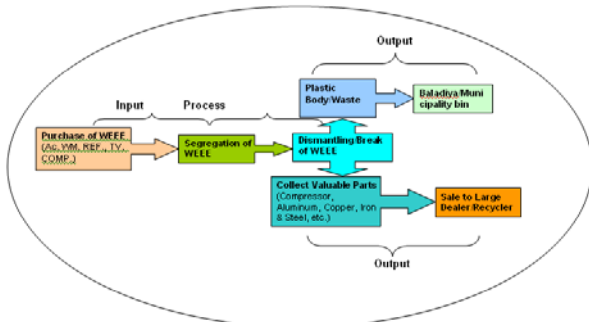 Output
Plastic
Body/Waste
Baladiya/Muni
cipality bin
Input Process
Purchase of WEEE
(Ac, WM, REF., TV,
COMP.)
Segregation of
WEEE
Dismantling/Break
of WEEE
Collect Valuable Parts
(Compressor,
Aluminum, Copper, Iron
& Steel, etc.)
Sale to Large
Dealer/Recycler
Output